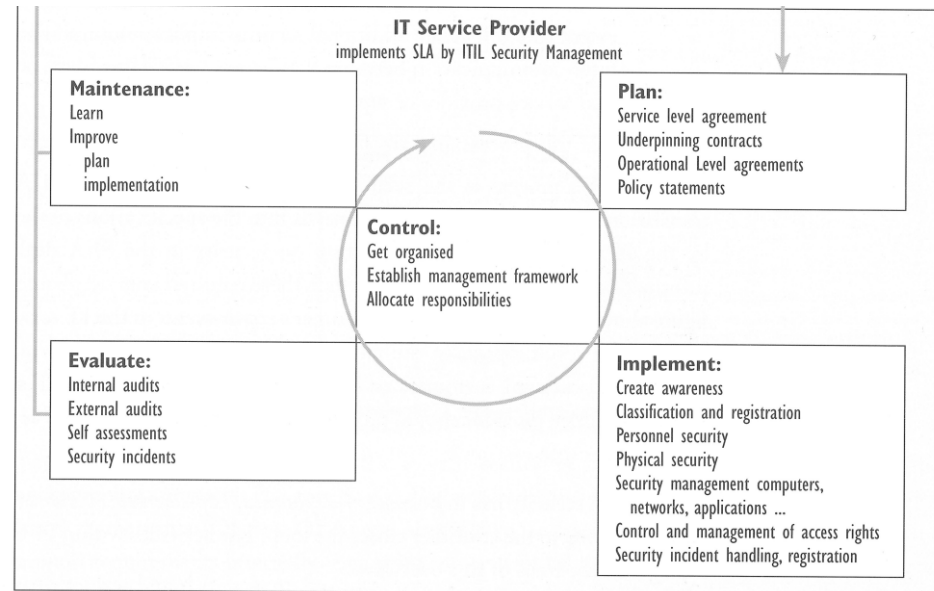 IT Service Provider
implements SLA by ITIL Security Management
Maintenance:
Learn
Improve
plan
implementation
Plan:
Service level agreement
Underpinning contracts
Operational Level agreements
Policy statements
Control:
Get organised
Establish management framework
Allocate responsibilities
Evaluate:
Internal audits
External audits
Self assessments
Security incidents
Implement:
Create awareness
Classification and registration
Personnel security
Physical security
Security management computers,
networks, applications ...
Control and management of access rights
Security incident handling, registration